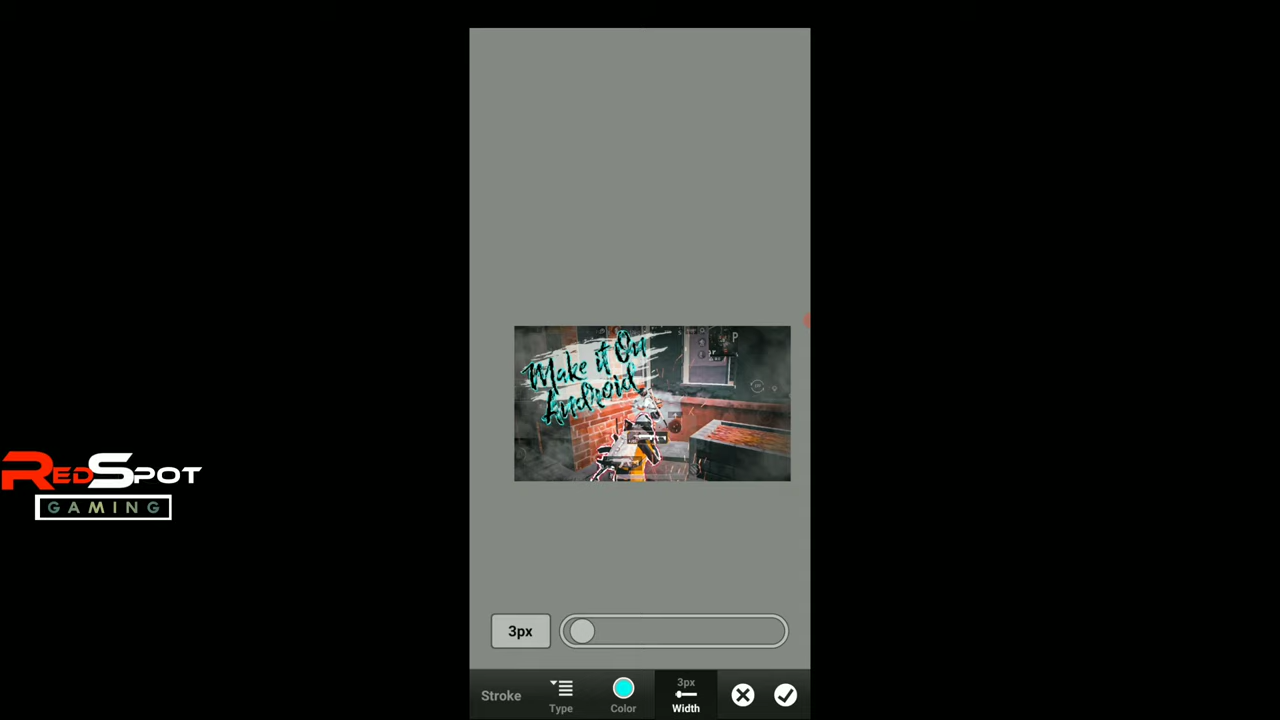 Make it On
Android
P
REDSPOT
GAMING
3px
3px
Stroke
Type
Color
Width